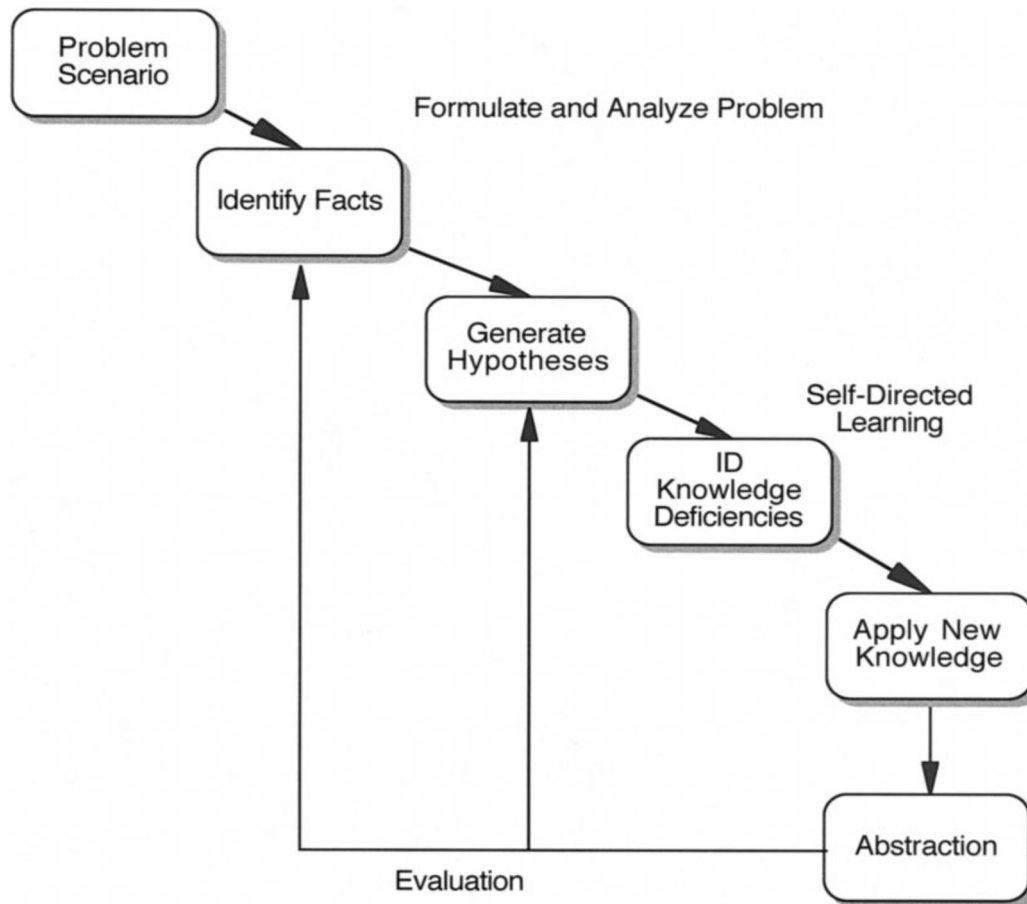 Problem
Scenario
Formulate and Analyze Problem
Identify Facts
Generate
Hypotheses
Self-Directed
Learning
ID
Knowledge
Deficiencies
Apply New
Knowledge
Abstraction
Evaluation